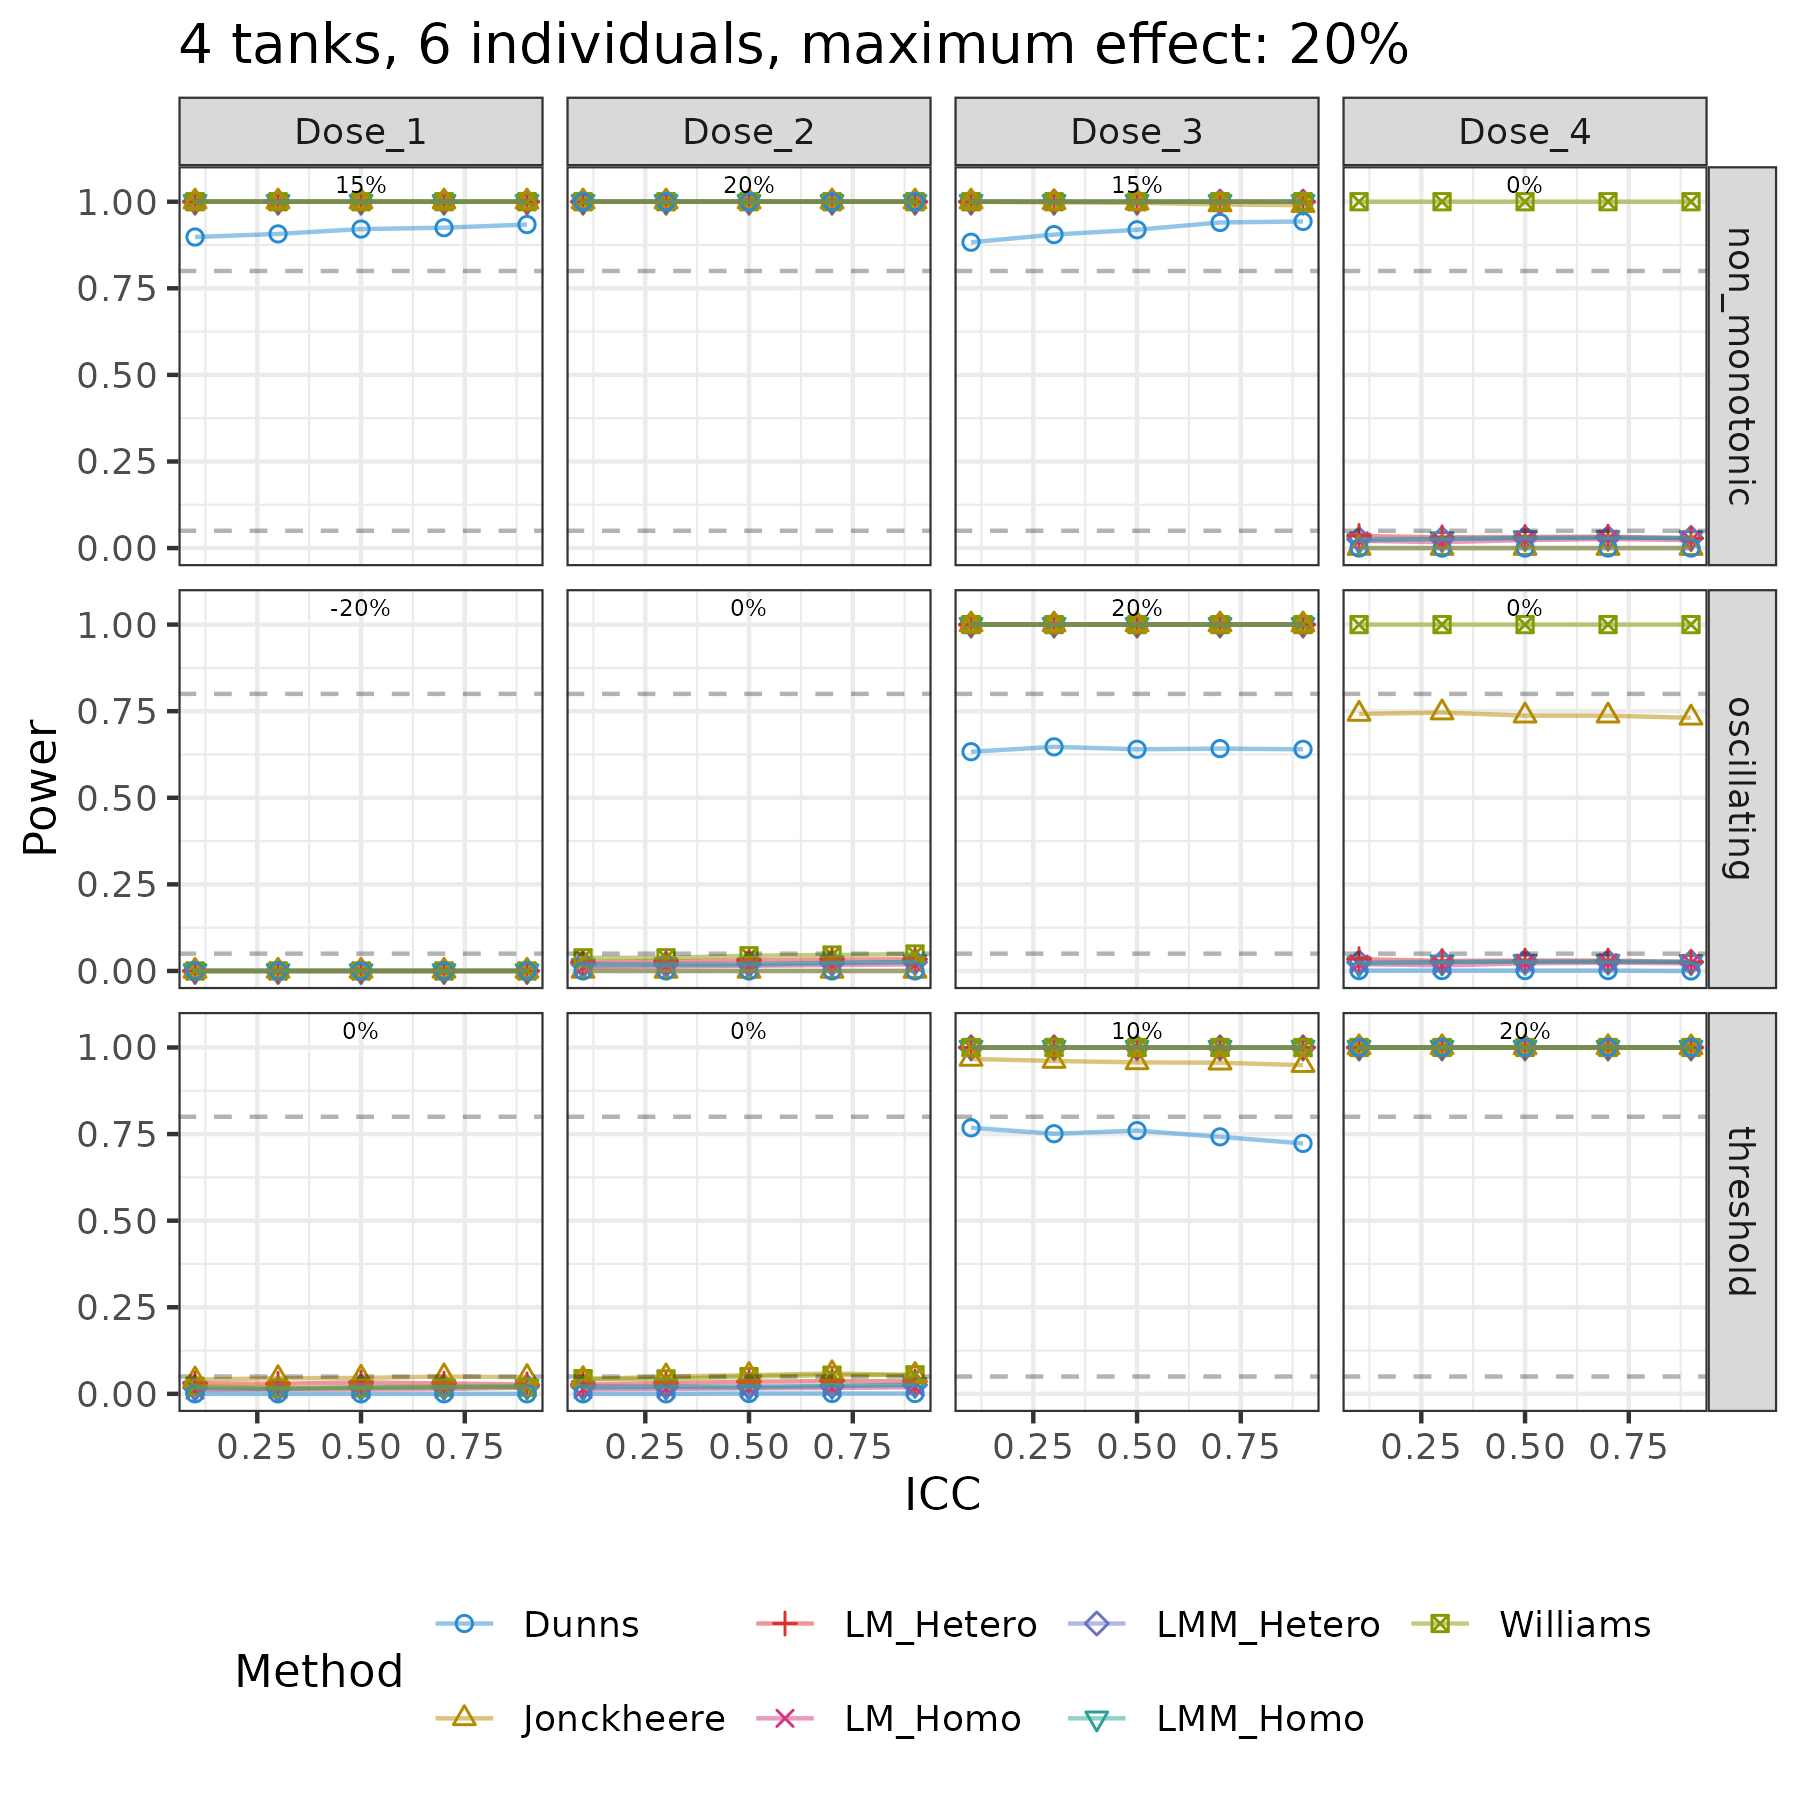 4 tanks, 6 individuals, maximum effect: 20%
Dose_1 Dose_2 Dose_3 Dose_4
15% 20% 15% 0%
1.00
0.75
0.50
0.25
0.00
non_monotonic
-20% 0% 20% 0%
1.00
0.75
0.50
0.25
0.00
oscillating
Power
0% 0% 10% 20%
1.00
0.75
0.50
0.25
0.00
threshold
0.25 0.50 0.75 0.25 0.50 0.75 0.25 0.50 0.75 0.25 0.50 0.75
ICC
Method
Dunns LM_Hetero LMM_Hetero Williams
Jonckheere LM_Homo LMM_Homo